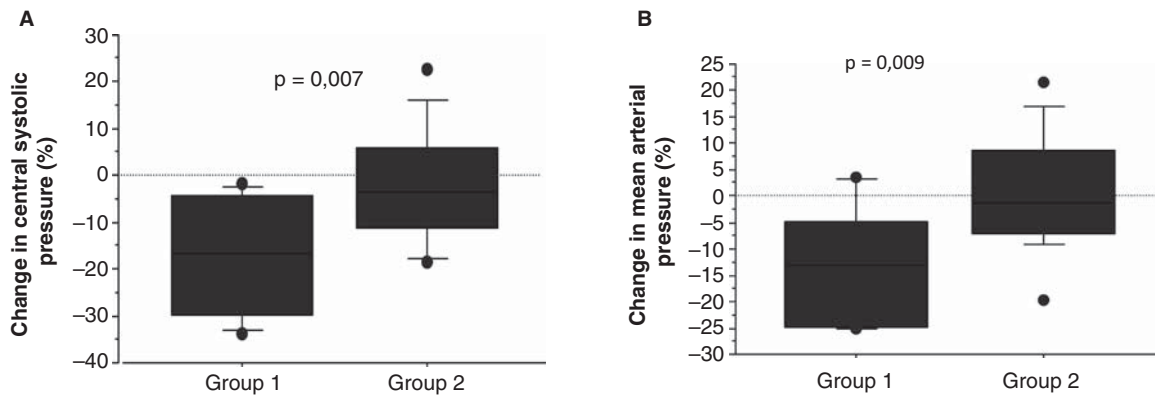 A
Change in central systolic
pressure (%)
30
20
10
0
–10
–20
–30
–40
p = 0,007
Group 1
Group 2
B
Change in mean arterial
pressure (%)
25
20
15
10
5
0
–5
–10
–15
–20
–25
–30
p = 0,009
Group 1
Group 2